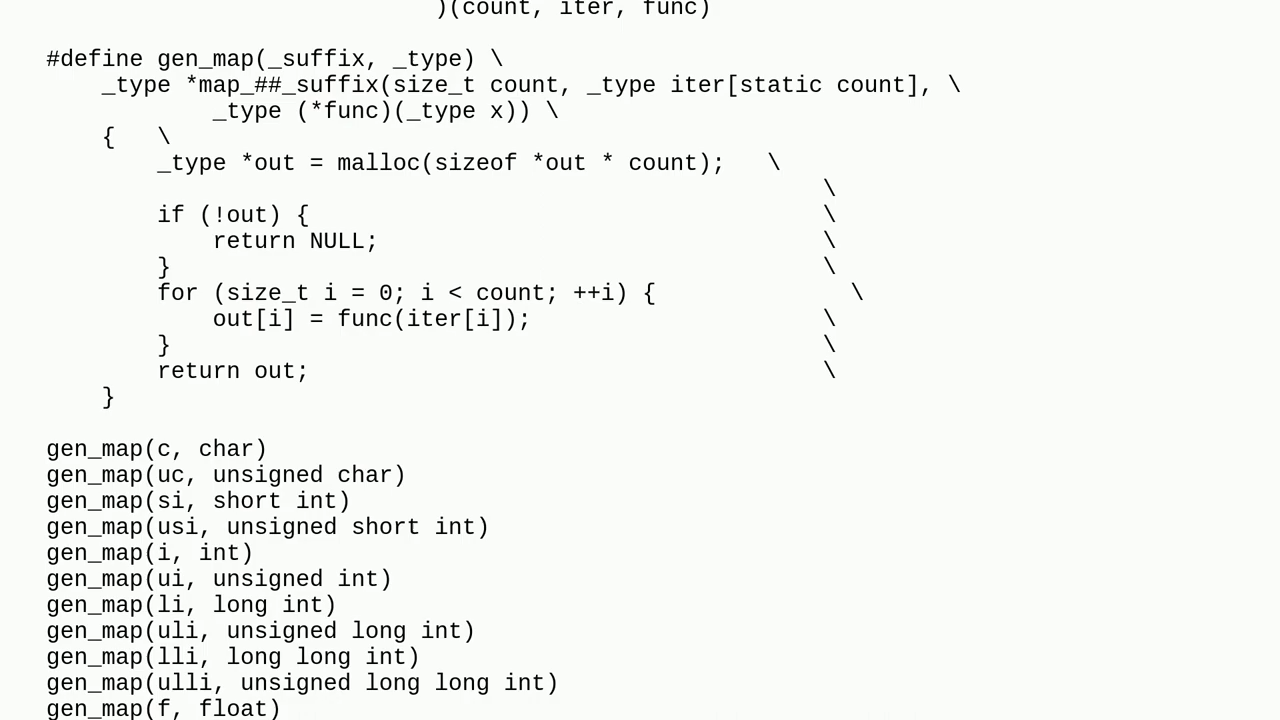 )(count, iter, func)
#define gen_map(_suffix, _type) \
_type *map_##_suffix(size_t count, _type iter[static count], \
_type (*func)(_type x)) \
{ \
_type *out = malloc(sizeof *out * count); \
\
if (!out) { \
return NULL; \
} \
for (size_t i = 0; i < count; ++i) { \
out[i] = func(iter[i]); \
} \
return out; \
}
gen_map(c, char)
gen_map(uc, unsigned char)
gen_map(si, short int)
gen_map(usi, unsigned short int)
gen_map(i, int)
gen_map(ui, unsigned int)
gen_map(li, long int)
gen_map(uli, unsigned long int)
gen_map(lli, long long int)
gen_map(ulli, unsigned long long int)
gen_map(f, float)